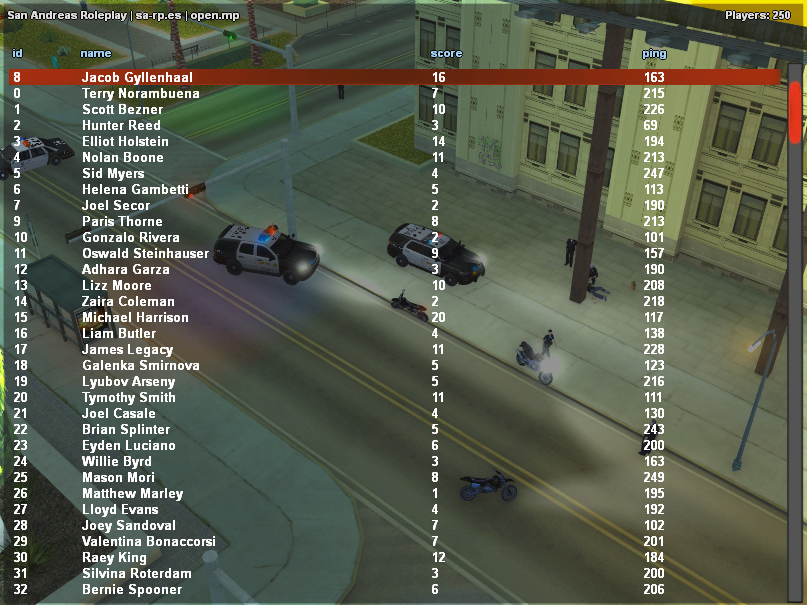 San Andreas Roleplay | sa-rp.es | open.mp Players: 250
id name score ping
8 Jacob Gyllenhaal 16 163
0 Terry Norambuena 7 215
1 Scott Bezner 10 226
2 Hunter Reed 3 69
3 Elliot Holstein 14 194
4 Nolan Boone 11 213
5 Sid Myers 4 247
6 Helena Gambetti 5 113
7 Joel Secor 2 190
9 Paris Thorne 8 213
10 Gonzalo Rivera 2 101
11 Oswald Steinhauser 9 157
12 Adhara Garza 3 190
13 Lizz Moore 10 208
14 Zaira Coleman 2 218
15 Michael Harrison 20 117
16 Liam Butler 4 138
17 James Legacy 11 228
18 Galenka Smirnova 5 123
19 Lyubov Arseny 5 216
20 Tymothy Smith 11 111
21 Joel Casale 4 130
22 Brian Splinter 5 243
23 Eyden Luciano 6 200
24 Willie Byrd 3 163
25 Mason Mori 8 249
26 Matthew Marley 1 195
27 Lloyd Evans 4 192
28 Joey Sandoval 7 102
29 Valentina Bonaccorsi 7 201
30 Raey King 12 184
31 Silvina Roterdam 3 200
32 Bernie Spooner 6 206